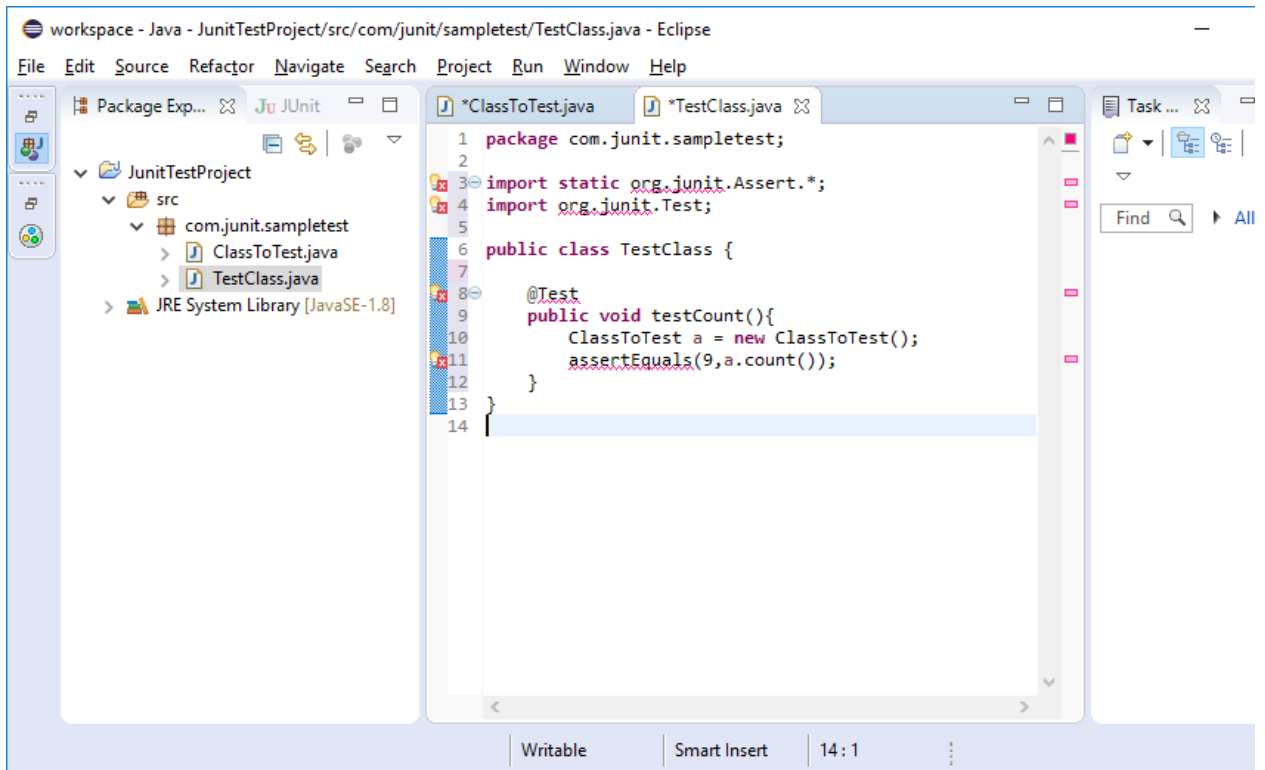 workspace - Java - JunitTestProject/src/com/junit/sampletest/TestClass.java - Eclipse
File Edit Source Refactor Navigate Search Project Run Window Help
Package Exp... JUnit
*ClassToTest.java *TestClass.java
Task ...
JunitTestProject
src
com.junit.sampletest
ClassToTest.java
TestClass.java
JRE System Library [JavaSE-1.8]
1 package com.junit.sampletest;
2
3 import static org.junit.Assert.*;
4 import org.junit.Test;
5
6 public class TestClass {
7
8 @Test
9 public void testCount(){
10 ClassToTest a = new ClassToTest();
11 assertEquals(9,a.count());
12 }
13 }
14
Find All
Writable Smart Insert 14 : 1